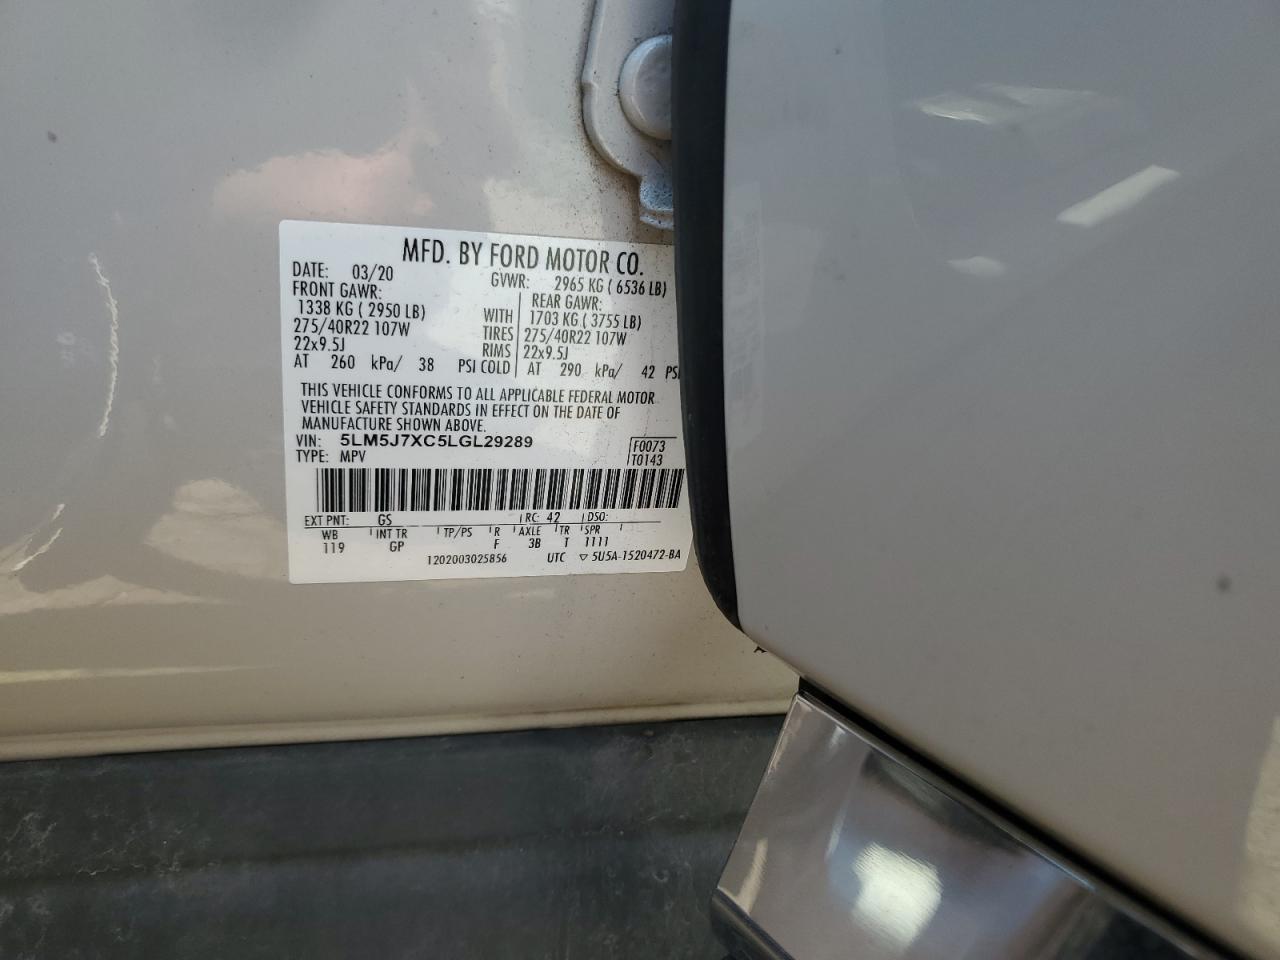 MFD. BY FORD MOTOR CO.
DATE: 03/20 GVWR: 2965 KG ( 6536 LB)
FRONT GAWR: REAR GAWR:
1338 KG ( 2950 LB) WITH 1703 KG ( 3755 LB)
275/40R22 107W TIRES 275/40R22 107W
22x9.5J RIMS 22x9.5J
AT 260 kPa/ 38 PSI COLD AT 290 kPa/ 42 PSI
THIS VEHICLE CONFORMS TO ALL APPLICABLE FEDERAL MOTOR
VEHICLE SAFETY STANDARDS IN EFFECT ON THE DATE OF
MANUFACTURE SHOWN ABOVE.
VIN: 5LM5J7XC5LGL29289 F0073
TYPE: MPV T0143
EXT PNT: GS RC: 42 DSO:
WB INT TR TP/PS R AXLE TR SPR
119 GP F 3B T 1111
1202003025856 UTC ▽ 5U5A-1520472-BA